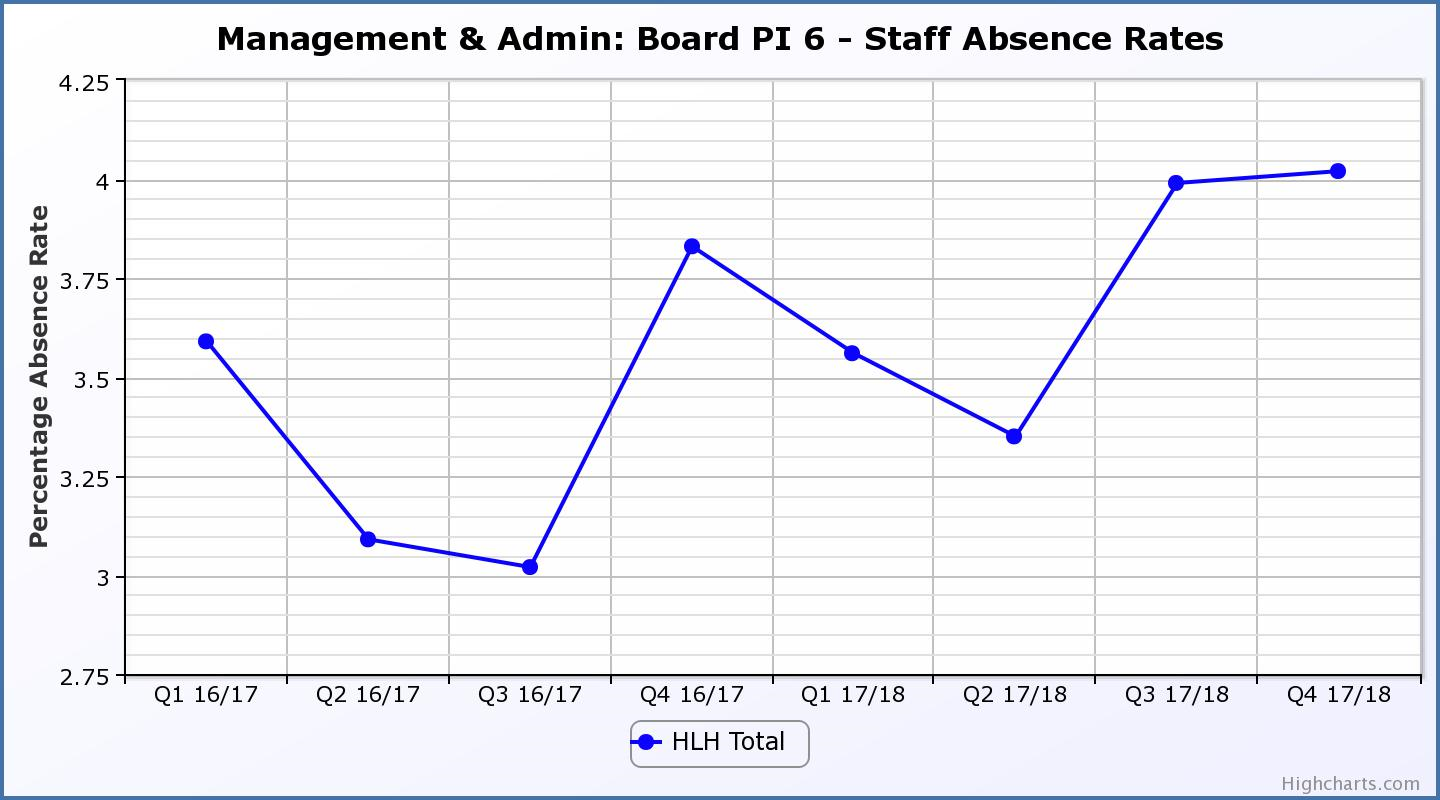 Management & Admin: Board PI 6 - Staff Absence Rates
Percentage Absence Rate
4.25
4
3.75
3.5
3.25
3
2.75
Q1 16/17 Q2 16/17 Q3 16/17 Q4 16/17 Q1 17/18 Q2 17/18 Q3 17/18 Q4 17/18
HLH Total
Highcharts.com